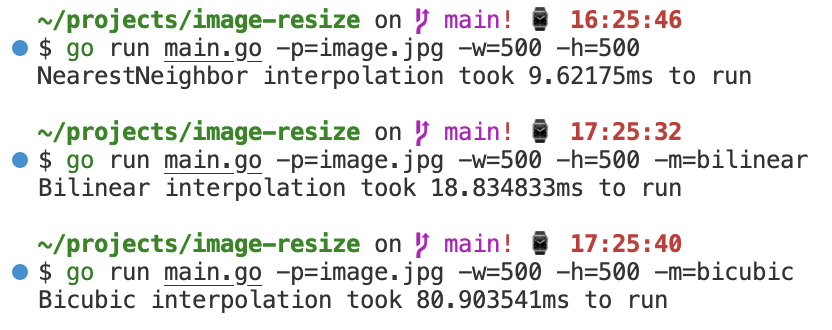 ~/projects/image-resize on main! 16:25:46
$ go run main.go -p=image.jpg -w=500 -h=500
NearestNeighbor interpolation took 9.62175ms to run
~/projects/image-resize on main! 17:25:32
$ go run main.go -p=image.jpg -w=500 -h=500 -m=bilinear
Bilinear interpolation took 18.834833ms to run
~/projects/image-resize on main! 17:25:40
$ go run main.go -p=image.jpg -w=500 -h=500 -m=bicubic
Bicubic interpolation took 80.903541ms to run